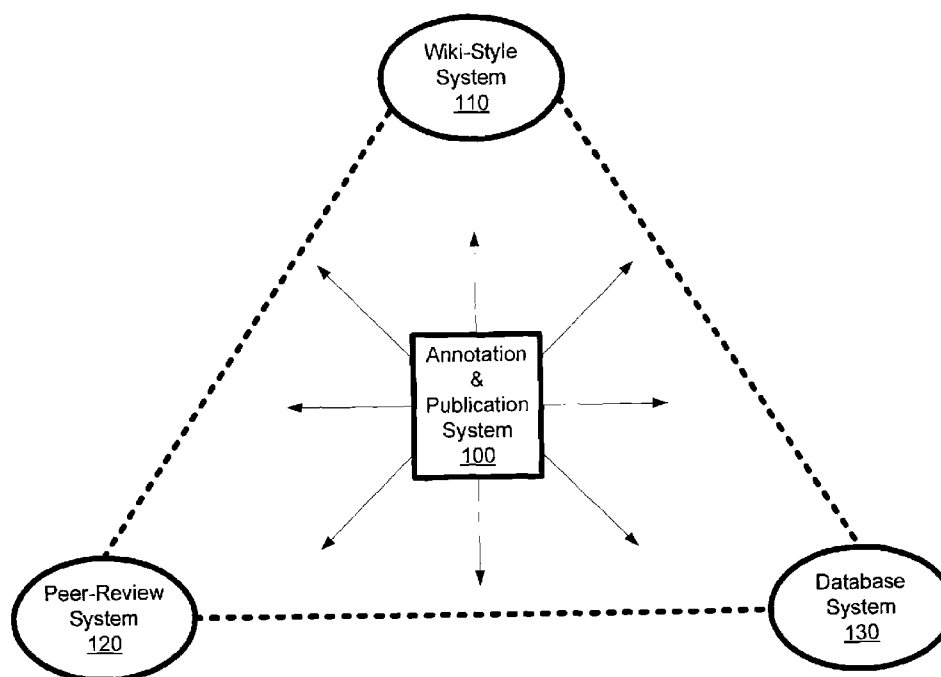 Wiki-Style
System
110
Annotation
&
Publication
System
100
Peer-Review
System
120
Database
System
130